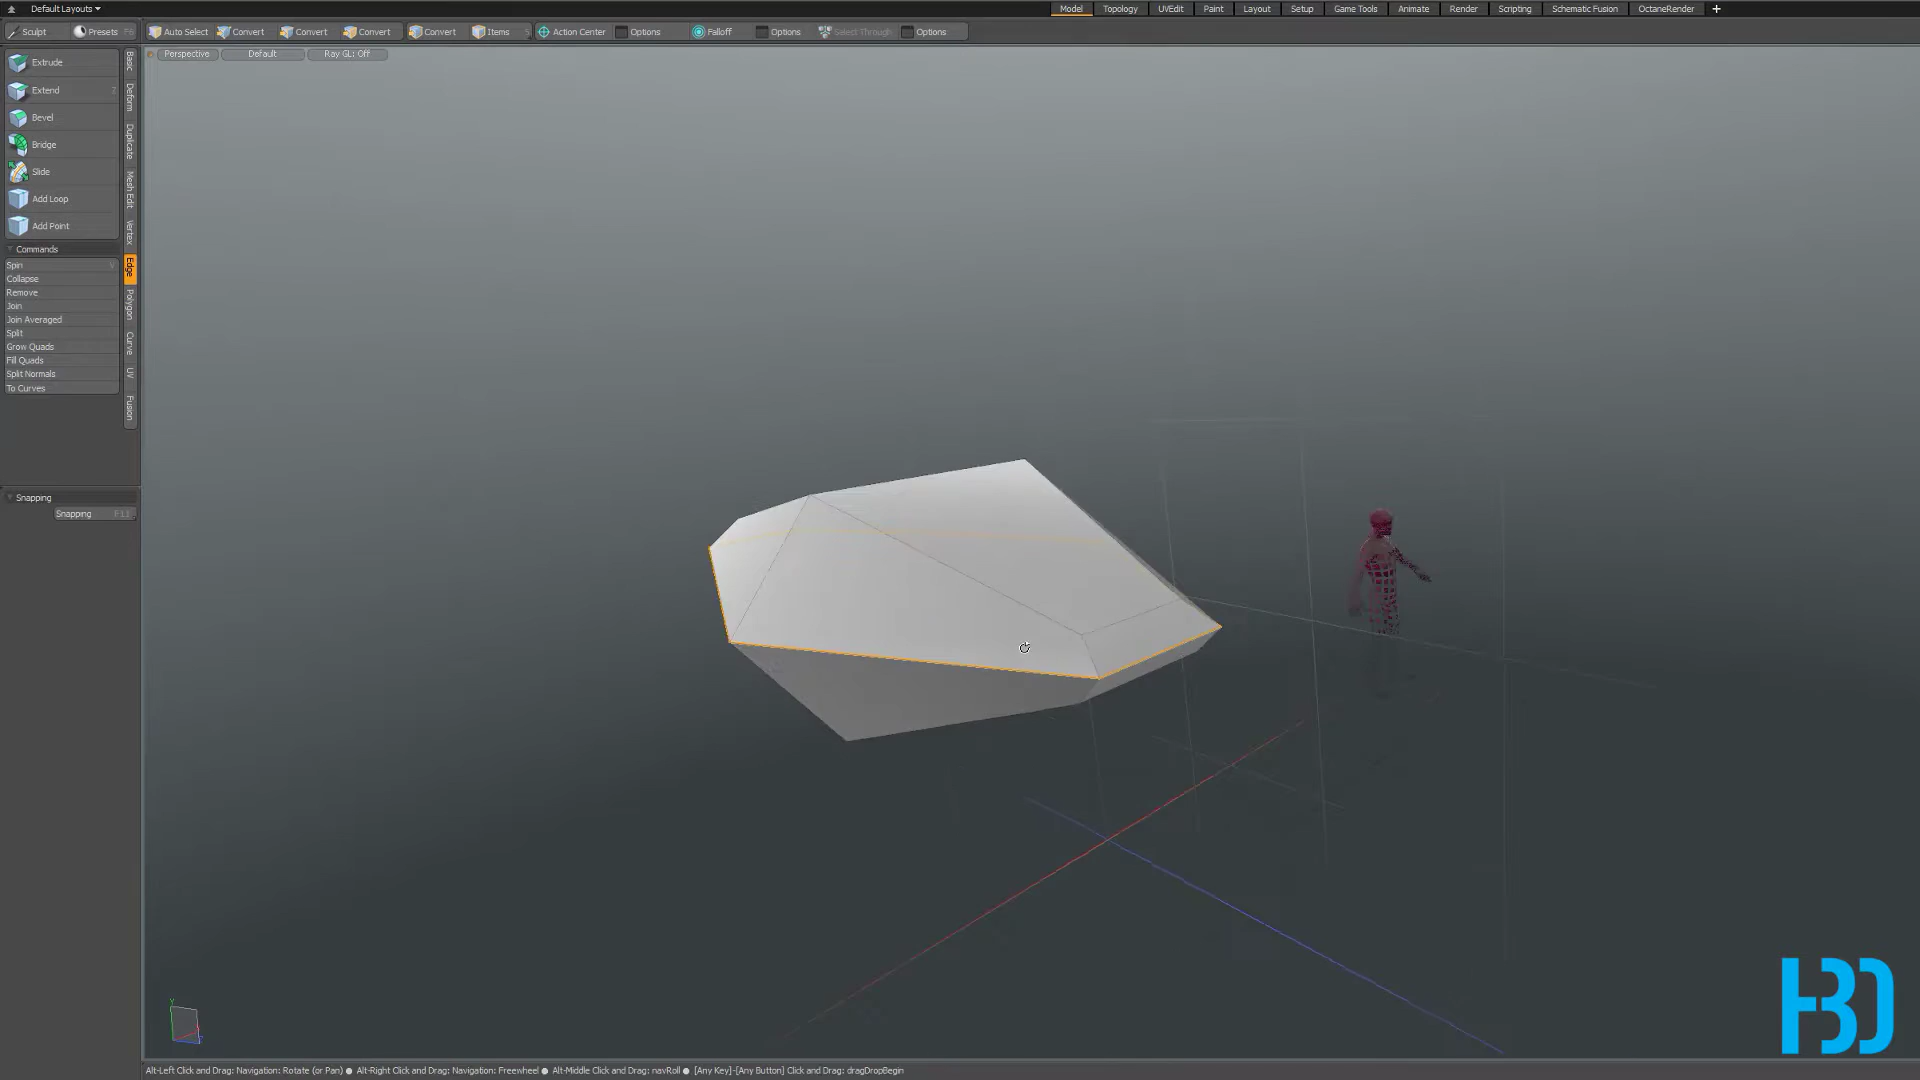 Default Layouts
Model
Topology
UVEdit
Paint
Layout
Setup
Game Tools
Animate
Render
Scripting
Schematic Fusion
OctaneRender
Sculpt
Presets F6
Auto Select
Convert
Convert
Convert
Convert
Items 5
Action Center
Options
Falloff
Options
Select Through
Options
Perspective
Default
Ray GL: Off
Extrude
Extend Z
Bevel
Bridge
Slide
Add Loop
Add Point
Commands
Spin V
Collapse
Remove
Join
Join Averaged
Split
Grow Quads
Fill Quads
Split Normals
To Curves
Basic
Deform
Duplicate
Mesh Edit
Vertex
Edge
Polygon
Curve
UV
Fusion
Snapping
Snapping F11
Y
H3D
Alt-Left Click and Drag: Navigation: Rotate (or Pan) ● Alt-Right Click and Drag: Navigation: Freewheel ● Alt-Middle Click and Drag: navRoll ● [Any Key]-[Any Button] Click and Drag: dragDropBegin